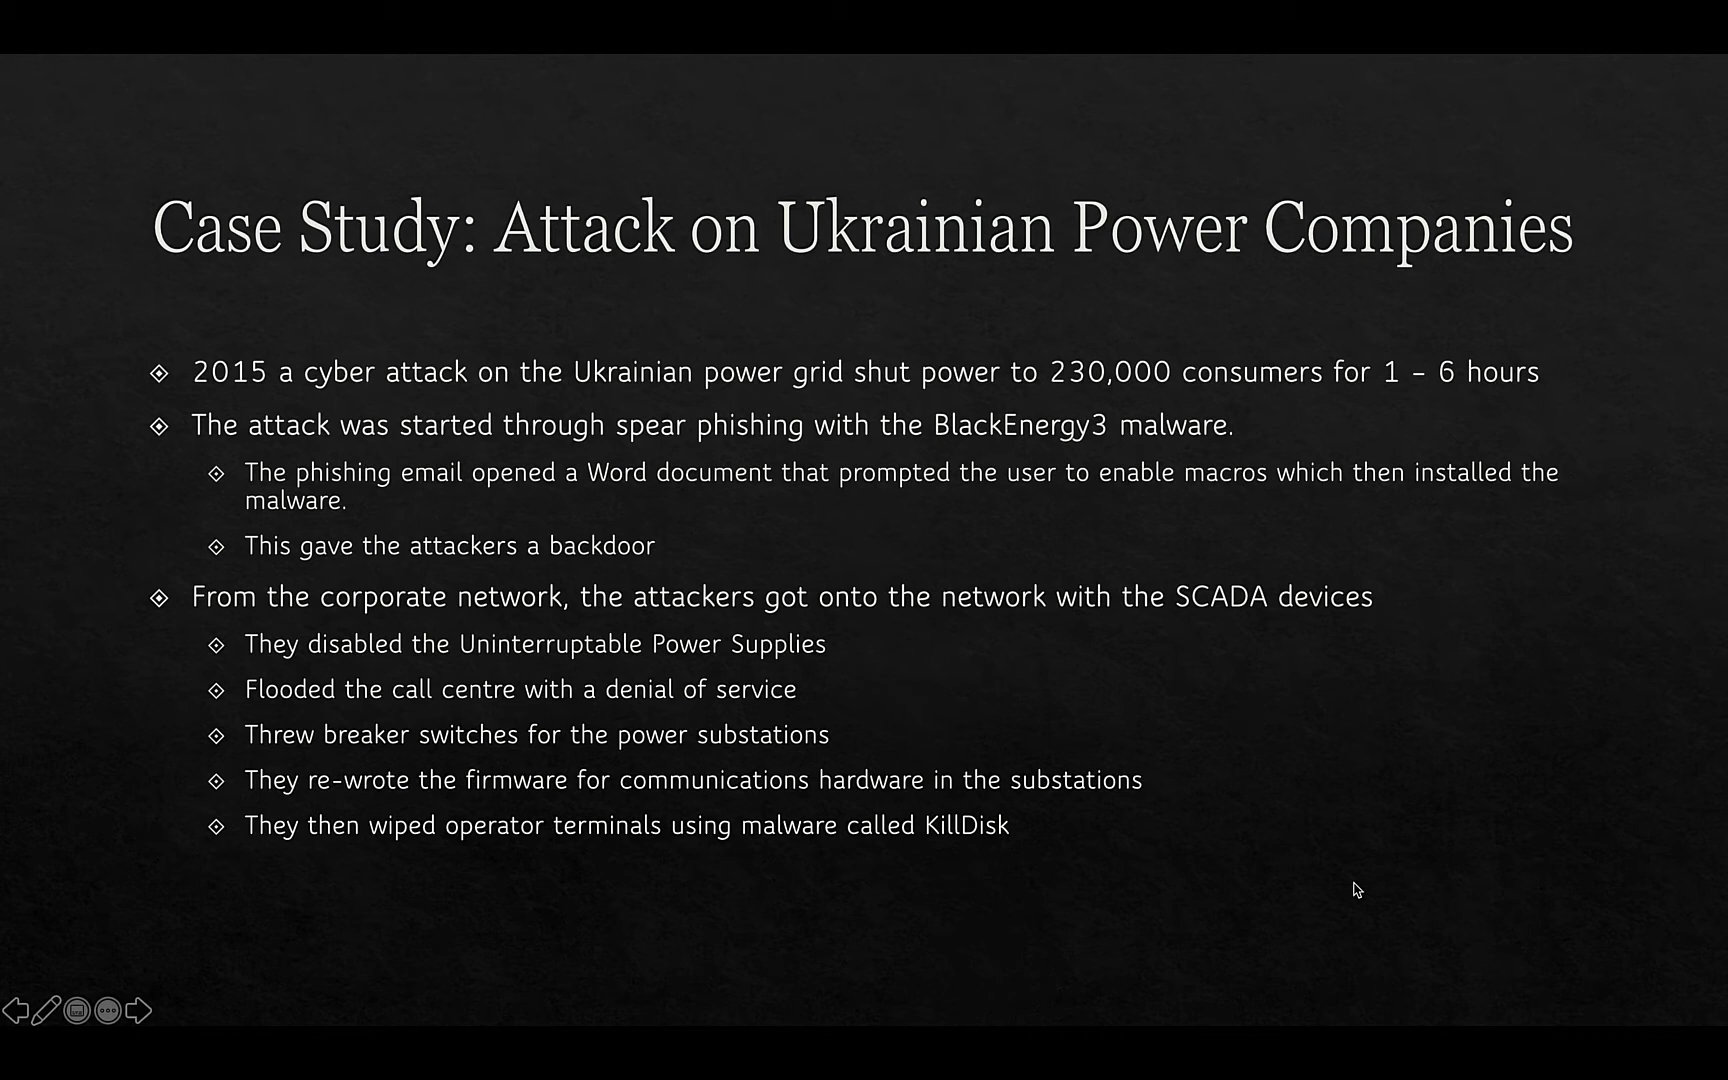 Case Study: Attack on Ukrainian Power Companies
2015 a cyber attack on the Ukrainian power grid shut power to 230,000 consumers for 1 – 6 hours
The attack was started through spear phishing with the BlackEnergy3 malware.
The phishing email opened a Word document that prompted the user to enable macros which then installed the
malware.
This gave the attackers a backdoor
From the corporate network, the attackers got onto the network with the SCADA devices
They disabled the Uninterruptable Power Supplies
Flooded the call centre with a denial of service
Threw breaker switches for the power substations
They re-wrote the firmware for communications hardware in the substations
They then wiped operator terminals using malware called KillDisk